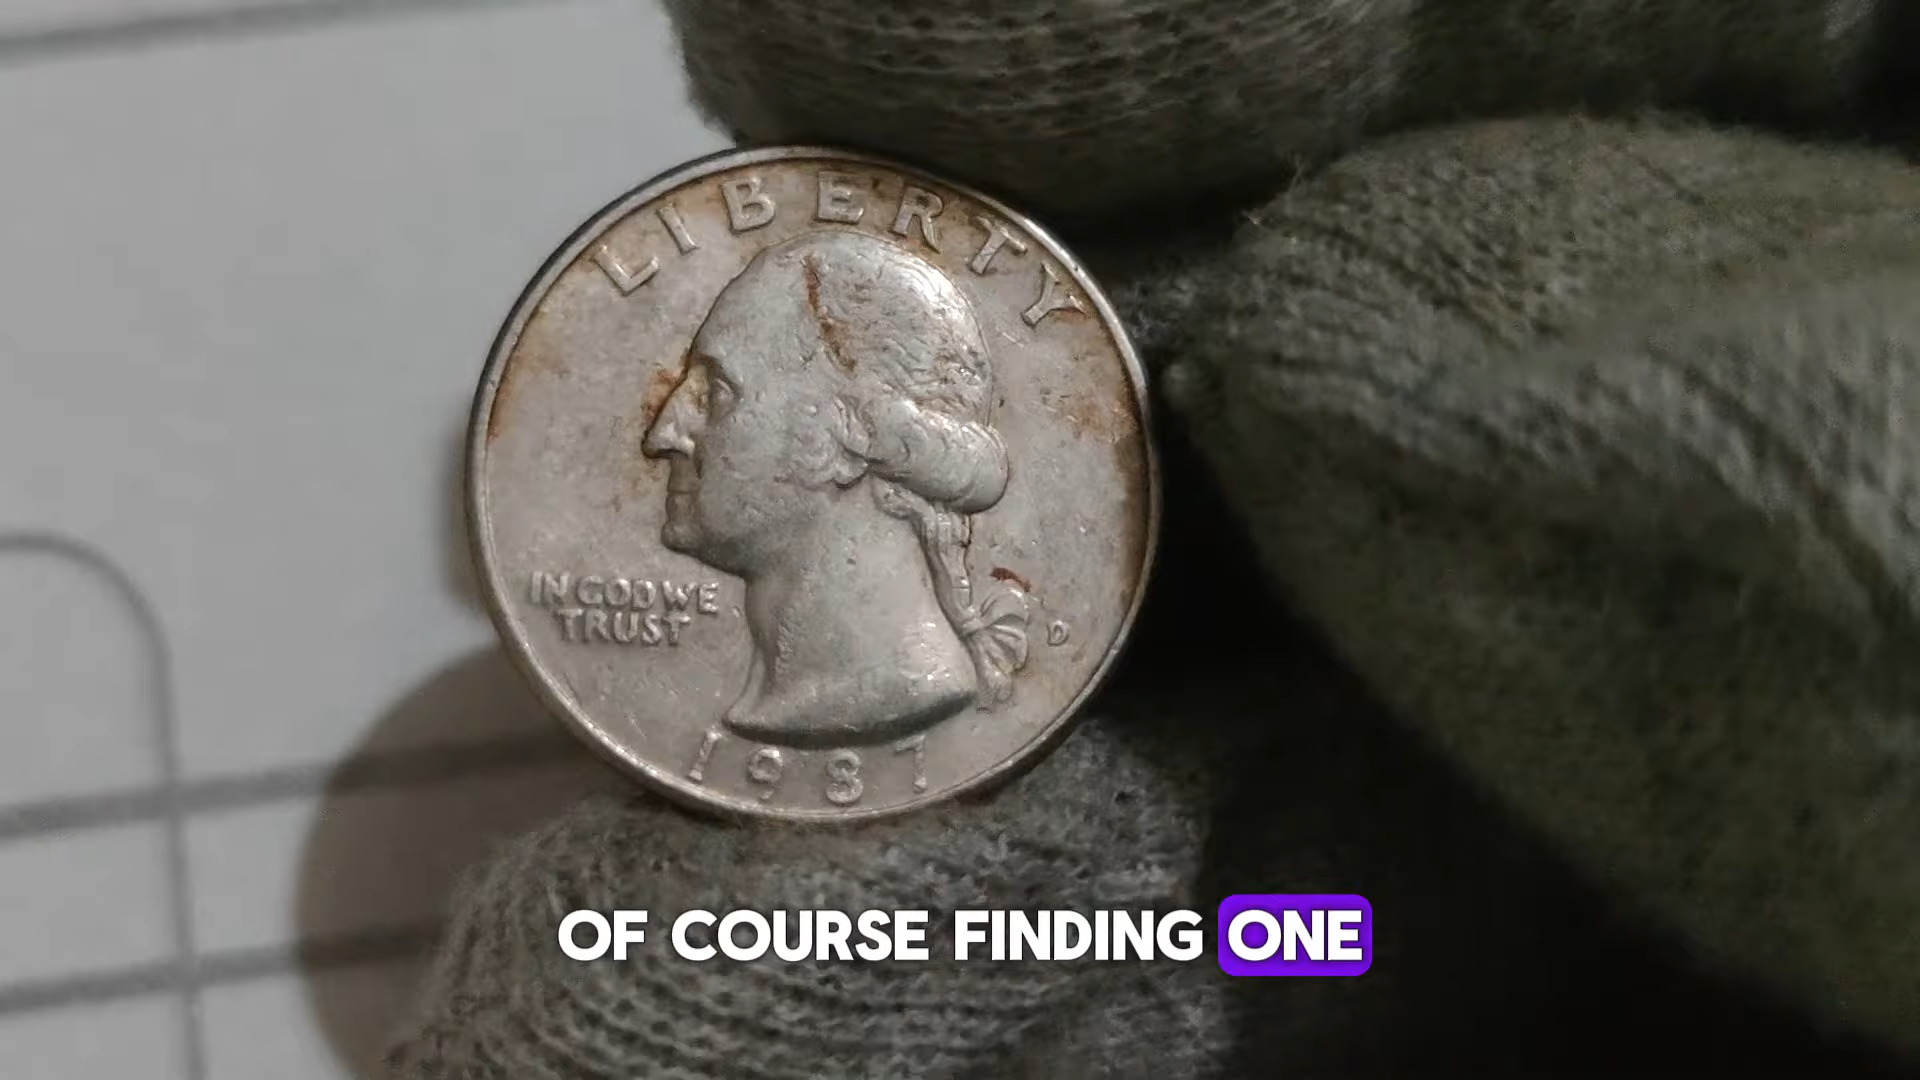 LIBERTY
IN GOD WE
TRUST
D
1987
OF COURSE FINDING ONE